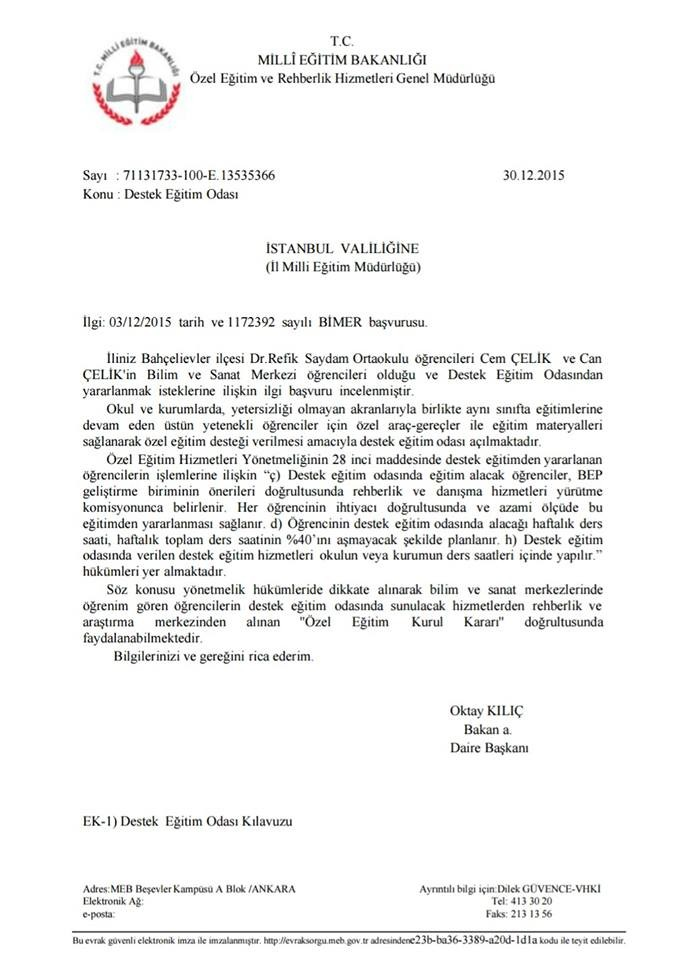 T.C. MİLLÎ EĞİTİM BAKANLIĞI
T.C.
MİLLÎ EĞİTİM BAKANLIĞI
Özel Eğitim ve Rehberlik Hizmetleri Genel Müdürlüğü
Sayı : 71131733-100-E.13535366 30.12.2015
Konu : Destek Eğitim Odası
İSTANBUL VALİLİĞİNE
(İl Milli Eğitim Müdürlüğü)
İlgi: 03/12/2015 tarih ve 1172392 sayılı BİMER başvurusu.
İliniz Bahçelievler ilçesi Dr.Refik Saydam Ortaokulu öğrencileri Cem ÇELİK ve Can
ÇELİK'in Bilim ve Sanat Merkezi öğrencileri olduğu ve Destek Eğitim Odasından
yararlanmak isteklerine ilişkin ilgi başvuru incelenmiştir.
Okul ve kurumlarda, yetersizliği olmayan akranlarıyla birlikte aynı sınıfta eğitimlerine
devam eden üstün yetenekli öğrenciler için özel araç-gereçler ile eğitim materyalleri
sağlanarak özel eğitim desteği verilmesi amacıyla destek eğitim odası açılmaktadır.
Özel Eğitim Hizmetleri Yönetmeliğinin 28 inci maddesinde destek eğitimden yararlanan
öğrencilerin işlemlerine ilişkin “ç) Destek eğitim odasında eğitim alacak öğrenciler, BEP
geliştirme biriminin önerileri doğrultusunda rehberlik ve danışma hizmetleri yürütme
komisyonunca belirlenir. Her öğrencinin ihtiyacı doğrultusunda ve azami ölçüde bu
eğitimden yararlanması sağlanır. d) Öğrencinin destek eğitim odasında alacağı haftalık ders
saati, haftalık toplam ders saatinin %40’ını aşmayacak şekilde planlanır. h) Destek eğitim
odasında verilen destek eğitim hizmetleri okulun veya kurumun ders saatleri içinde yapılır.”
hükümleri yer almaktadır.
Söz konusu yönetmelik hükümleride dikkate alınarak bilim ve sanat merkezlerinde
öğrenim gören öğrencilerin destek eğitim odasında sunulacak hizmetlerden rehberlik ve
araştırma merkezinden alınan "Özel Eğitim Kurul Kararı" doğrultusunda
faydalanabilmektedir.
Bilgilerinizi ve gereğini rica ederim.
Oktay KILIÇ
Bakan a.
Daire Başkanı
EK-1) Destek Eğitim Odası Kılavuzu
Adres:MEB Beşevler Kampüsü A Blok /ANKARA Ayrıntılı bilgi için:Dilek GÜVENCE-VHKİ
Elektronik Ağ: Tel: 413 30 20
e-posta: Faks: 213 13 56
Bu evrak güvenli elektronik imza ile imzalanmıştır. http://evraksorgu.meb.gov.tr adresindene23b-ba36-3389-a20d-1d1a kodu ile teyit edilebilir.